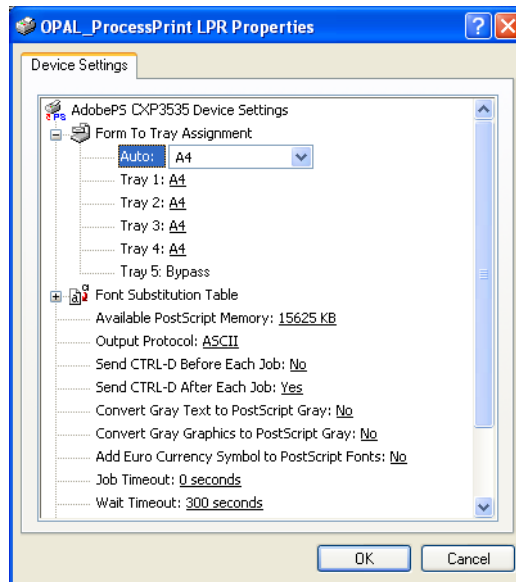 OPAL_ProcessPrint LPR Properties
Device Settings
AdobePS CXP3535 Device Settings
Form To Tray Assignment
Auto: A4
Tray 1: A4
Tray 2: A4
Tray 3: A4
Tray 4: A4
Tray 5: Bypass
Font Substitution Table
Available PostScript Memory: 15625 KB
Output Protocol: ASCII
Send CTRL-D Before Each Job: No
Send CTRL-D After Each Job: Yes
Convert Gray Text to PostScript Gray: No
Convert Gray Graphics to PostScript Gray: No
Add Euro Currency Symbol to PostScript Fonts: No
Job Timeout: 0 seconds
Wait Timeout: 300 seconds
OK Cancel